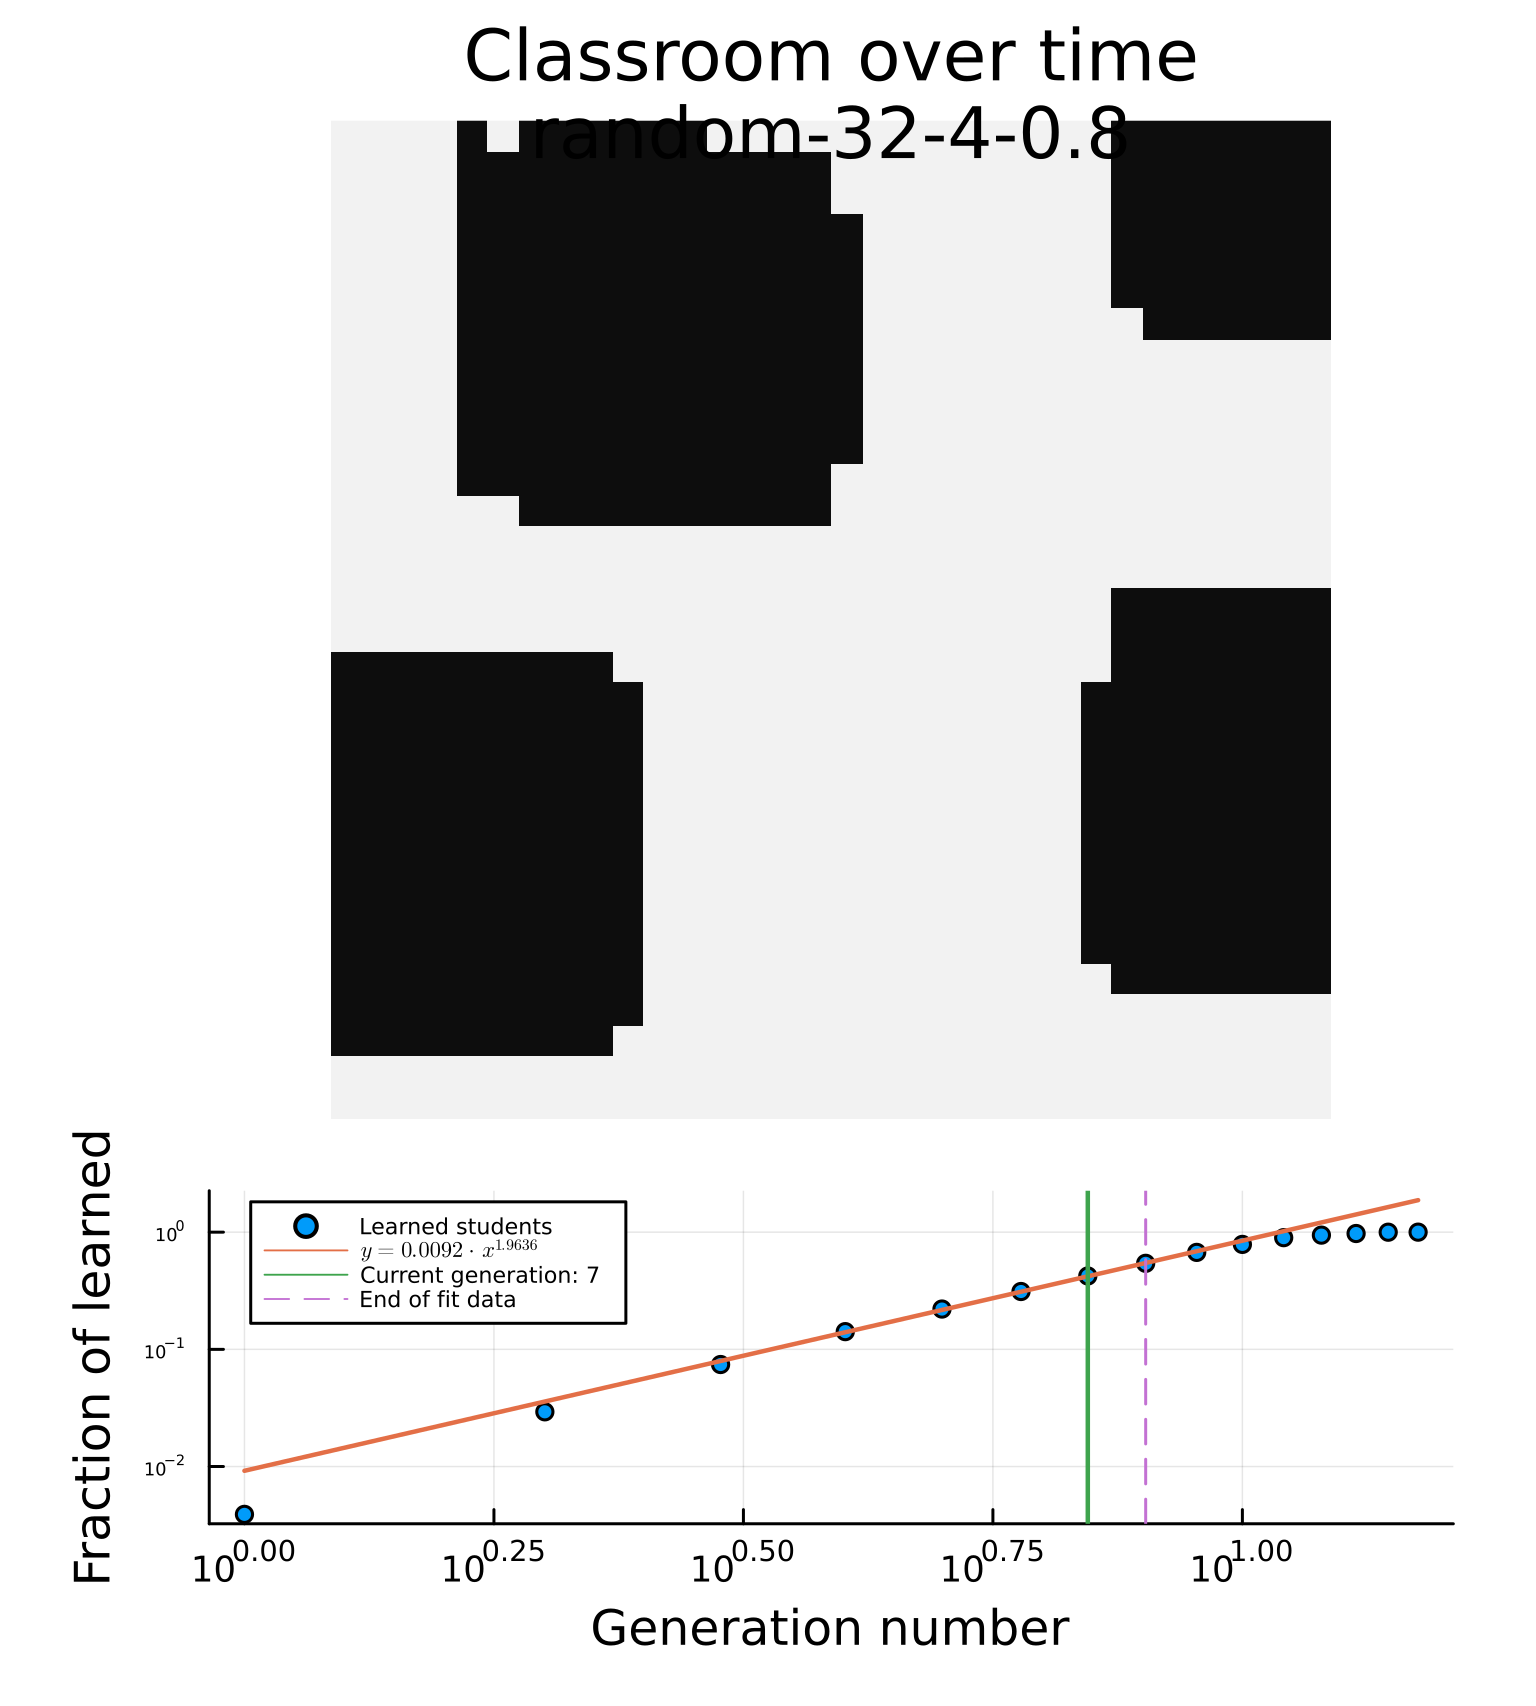 Classroom over time
random-32-4-0.8
Fraction of learned
10^0
10^−1
10^−2
Learned students
y = 0.0092 · x^1.9636
Current generation: 7
End of fit data
10^0.00 10^0.25 10^0.50 10^0.75 10^1.00
Generation number